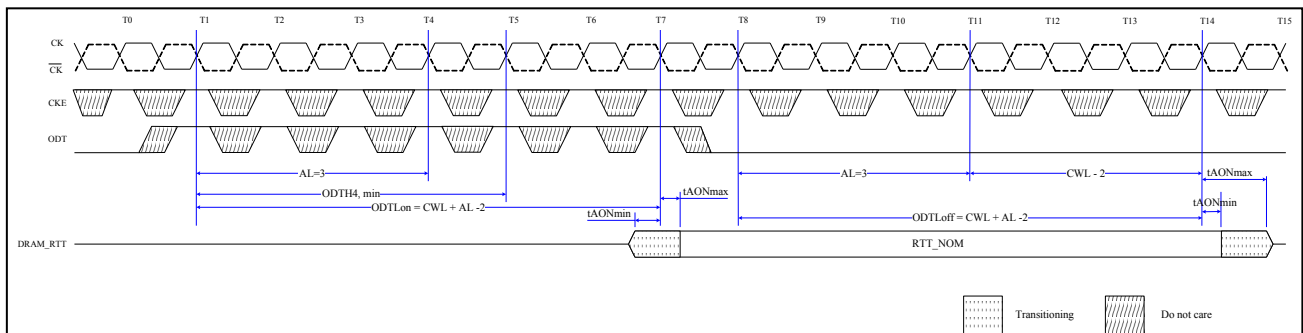 T0 T1 T2 T3 T4 T5 T6 T7 T8 T9 T10 T11 T12 T13 T14 T15
CK
CK
CKE
ODT
AL=3 AL=3 CWL - 2
tAONmax
ODTH4, min
tAONmax
ODTLon = CWL + AL -2
tAONmin
tAONmin
ODTLoff = CWL + AL -2
DRAM_RTT RTT_NOM
Transitioning Do not care